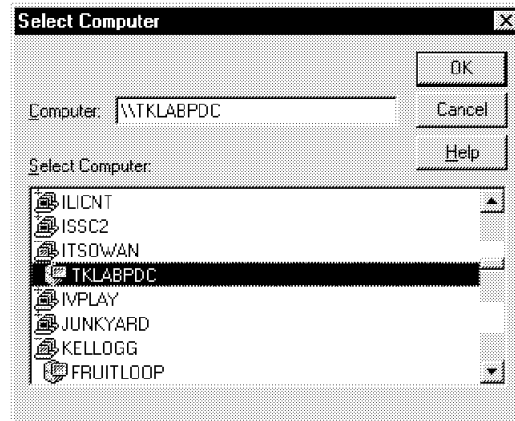 Select Computer
OK
Computer: \\TKLABPDC
Cancel
Help
Select Computer:
ILICNT
ISSC2
ITSOWAN
TKLABPDC
IVPLAY
JUNKYARD
KELLOGG
FRUITLOOP